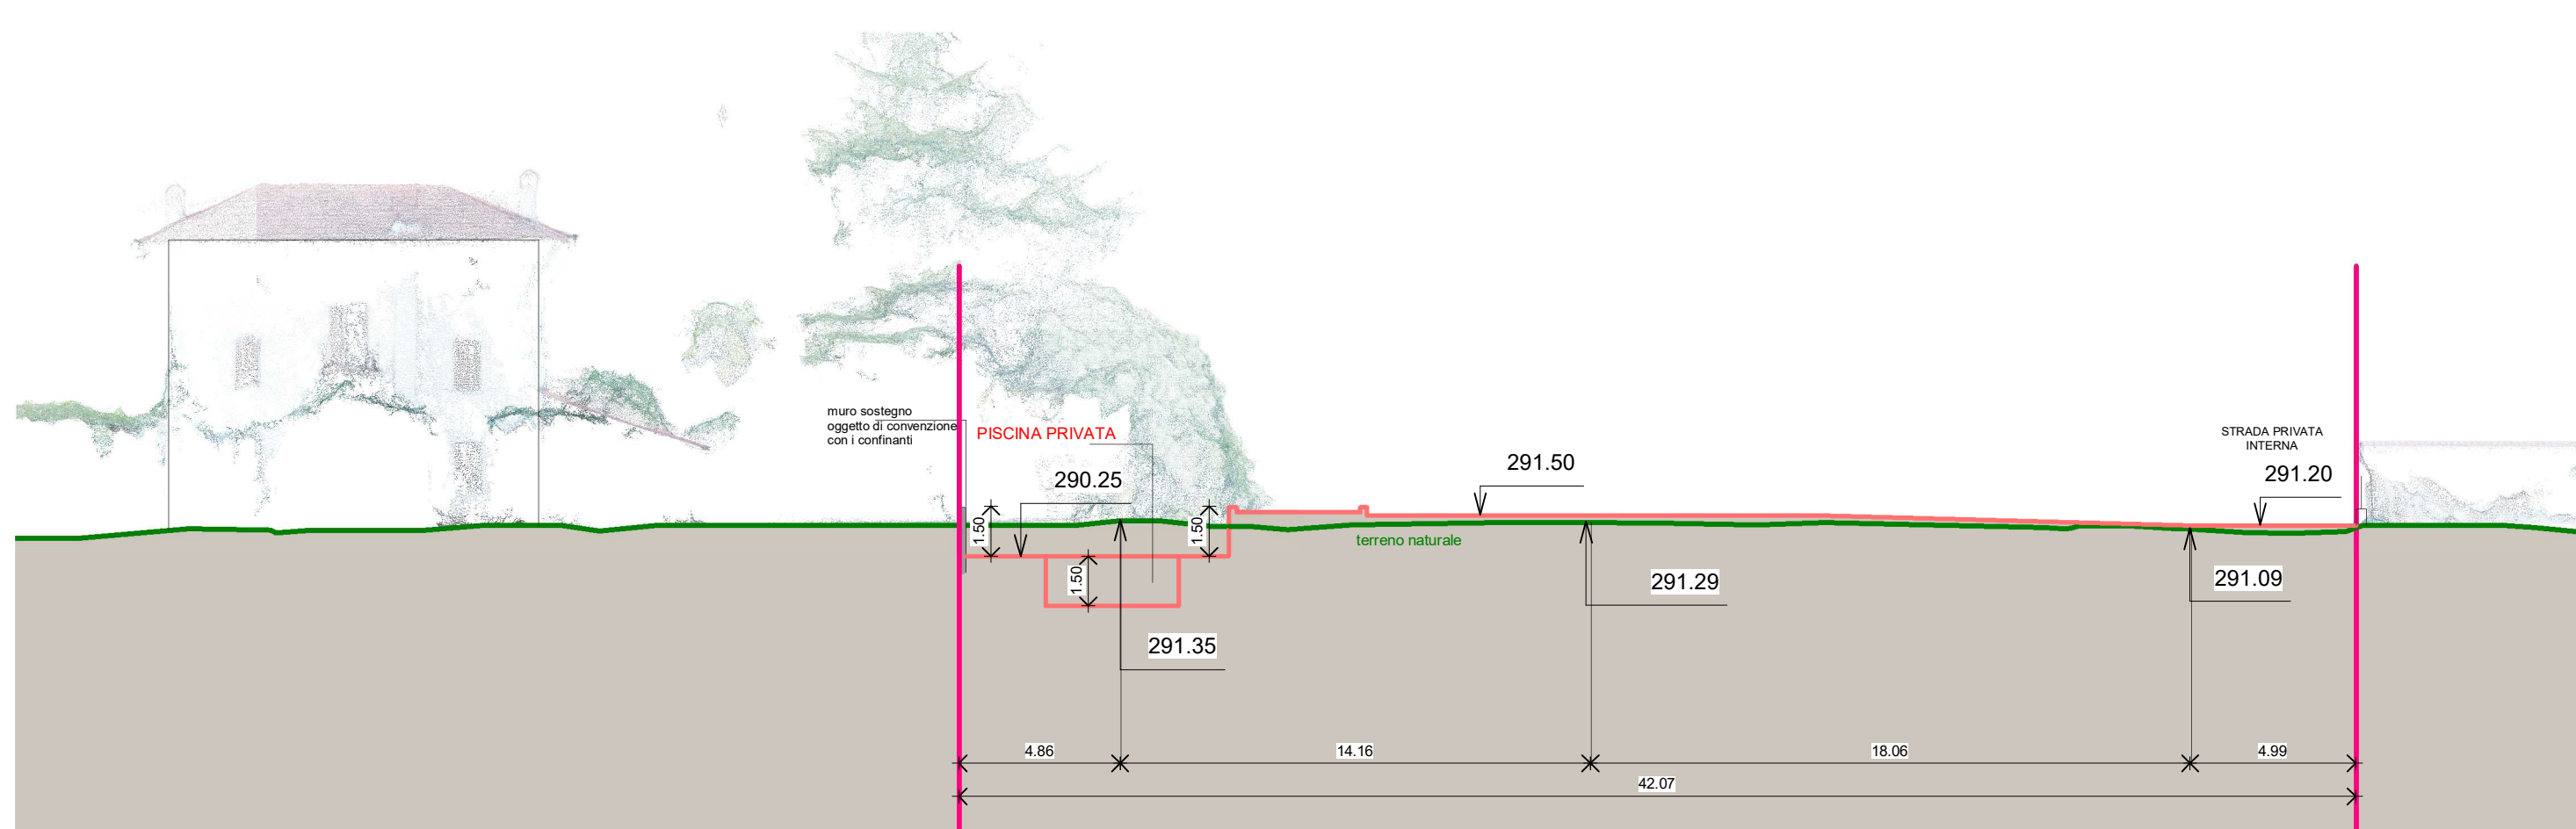 muro sostegno
oggetto di convenzione
con i confinanti
PISCINA PRIVATA
290.25
1.50
1.50
1.50
291.35
terreno naturale
291.50
291.29
STRADA PRIVATA
INTERNA
291.20
291.09
4.86
14.16
18.06
4.99
42.07